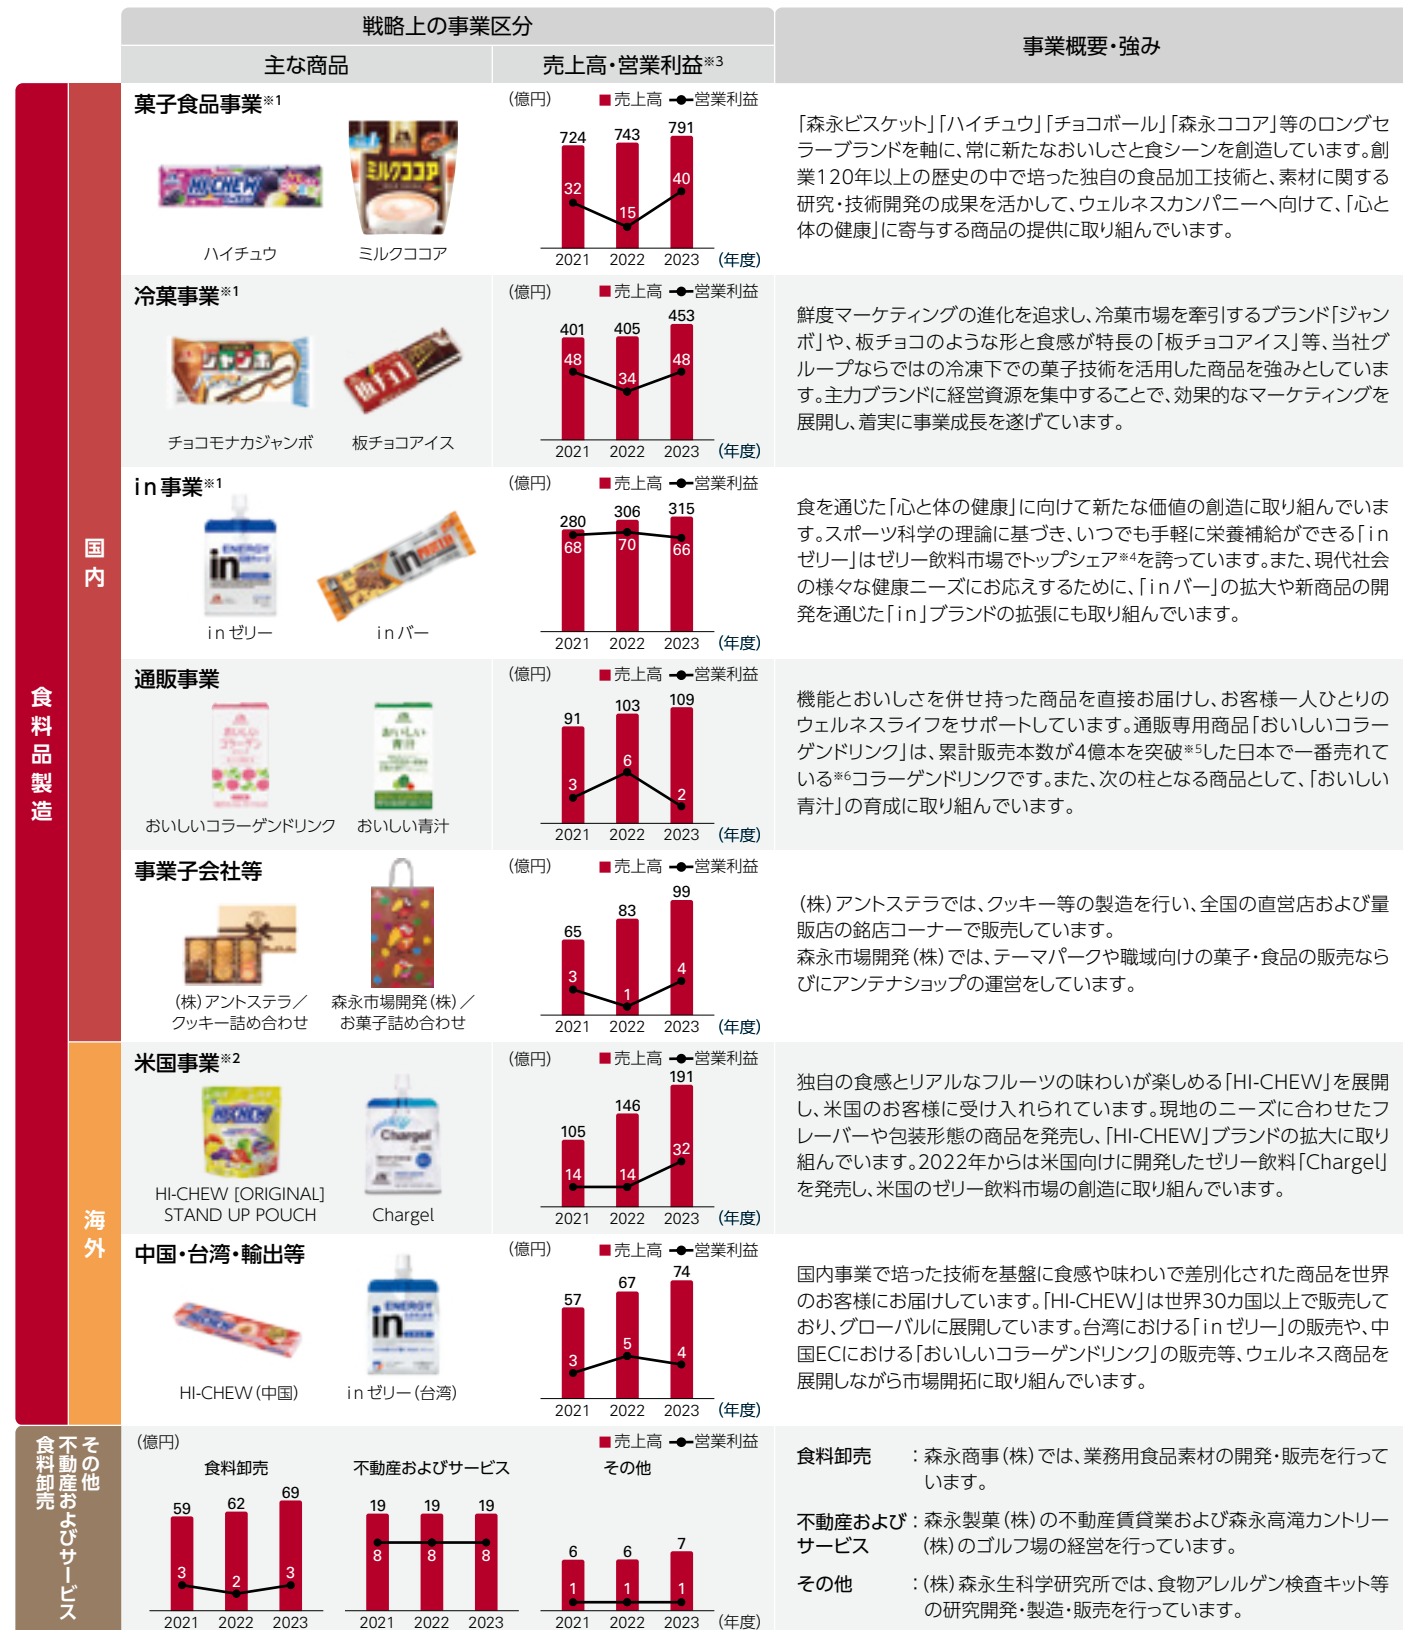 戦略上の事業区分
事業概要・強み
主な商品
売上高・営業利益※3
食料品製造
国内
菓子食品事業※1
HI-CHEW
ミルクココア
ハイチュウ
ミルクココア
(億円)
■売上高 営業利益
724 743 791
32 15 40
2021 2022 2023 (年度)
「森永ビスケット」「ハイチュウ」「チョコボール」「森永ココア」等のロングセ
ラーブランドを軸に、常に新たなおいしさと食シーンを創造しています。創
業120年以上の歴史の中で培った独自の食品加工技術と、素材に関する
研究・技術開発の成果を活かして、ウェルネスカンパニーへ向けて、「心と
体の健康」に寄与する商品の提供に取り組んでいます。
冷菓事業※1
ジャンボ
板チョコ
チョコモナカジャンボ
板チョコアイス
(億円)
■売上高 営業利益
401 405 453
48 34 48
2021 2022 2023 (年度)
鮮度マーケティングの進化を追求し、冷菓市場を牽引するブランド「ジャン
ボ」や、板チョコのような形と食感が特長の「板チョコアイス」等、当社グ
ループならではの冷凍下での菓子技術を活用した商品を強みとしていま
す。主力ブランドに経営資源を集中することで、効果的なマーケティングを
展開し、着実に事業成長を遂げています。
in事業※1
ENERGY
in
in PROTEIN
inゼリー
inバー
(億円)
■売上高 営業利益
280 306 315
68 70 66
2021 2022 2023 (年度)
食を通じた「心と体の健康」に向けて新たな価値の創造に取り組んでいま
す。スポーツ科学の理論に基づき、いつでも手軽に栄養補給ができる「in
ゼリー」はゼリー飲料市場でトップシェア※4を誇っています。また、現代社会
の様々な健康ニーズにお応えするために、「inバー」の拡大や新商品の開
発を通じた「in」ブランドの拡張にも取り組んでいます。
通販事業
おいしい
コラーゲン
おいしい
青汁
おいしいコラーゲンドリンク
おいしい青汁
(億円)
■売上高 営業利益
91 103 109
3 6 2
2021 2022 2023 (年度)
機能とおいしさを併せ持った商品を直接お届けし、お客様一人ひとりの
ウェルネスライフをサポートしています。通販専用商品「おいしいコラー
ゲンドリンク」は、累計販売本数が4億本を突破※5した日本で一番売れて
いる※6コラーゲンドリンクです。また、次の柱となる商品として、「おいしい
青汁」の育成に取り組んでいます。
事業子会社等
(株)アントステラ／
クッキー詰め合わせ
森永市場開発(株)／
お菓子詰め合わせ
(億円)
■売上高 営業利益
65 83 99
3 1 4
2021 2022 2023 (年度)
(株)アントステラでは、クッキー等の製造を行い、全国の直営店および量
販店の銘店コーナーで販売しています。
森永市場開発(株)では、テーマパークや職域向けの菓子・食品の販売なら
びにアンテナショップの運営をしています。
海外
米国事業※2
HI-CHEW
Chargel
HI-CHEW [ORIGINAL]
STAND UP POUCH
Chargel
(億円)
■売上高 営業利益
105 146 191
14 14 32
2021 2022 2023 (年度)
独自の食感とリアルなフルーツの味わいが楽しめる「HI-CHEW」を展開
し、米国のお客様に受け入れられています。現地のニーズに合わせたフ
レーバーや包装形態の商品を発売し、「HI-CHEW」ブランドの拡大に取り
組んでいます。2022年からは米国向けに開発したゼリー飲料「Chargel」
を発売し、米国のゼリー飲料市場の創造に取り組んでいます。
中国・台湾・輸出等
HI-CHEW
ENERGY
in
HI-CHEW(中国)
inゼリー(台湾)
(億円)
■売上高 営業利益
57 67 74
3 5 4
2021 2022 2023 (年度)
国内事業で培った技術を基盤に食感や味わいで差別化された商品を世界
のお客様にお届けしています。「HI-CHEW」は世界30カ国以上で販売して
おり、グローバルに展開しています。台湾における「inゼリー」の販売や、中
国ECにおける「おいしいコラーゲンドリンク」の販売等、ウェルネス商品を
展開しながら市場開拓に取り組んでいます。
その他
不動産およびサービス
食料卸売
(億円)
■売上高 営業利益
食料卸売
59 62 69
3 2 3
2021 2022 2023
不動産およびサービス
19 19 19
8 8 8
2021 2022 2023
その他
6 6 7
1 1 1
2021 2022 2023 (年度)
食料卸売 ：森永商事(株)では、業務用食品素材の開発・販売を行って
います。
不動産および：森永製菓(株)の不動産賃貸業および森永高滝カントリー
サービス (株)のゴルフ場の経営を行っています。
その他 ：(株)森永生科学研究所では、食物アレルゲン検査キット等
の研究開発・製造・販売を行っています。